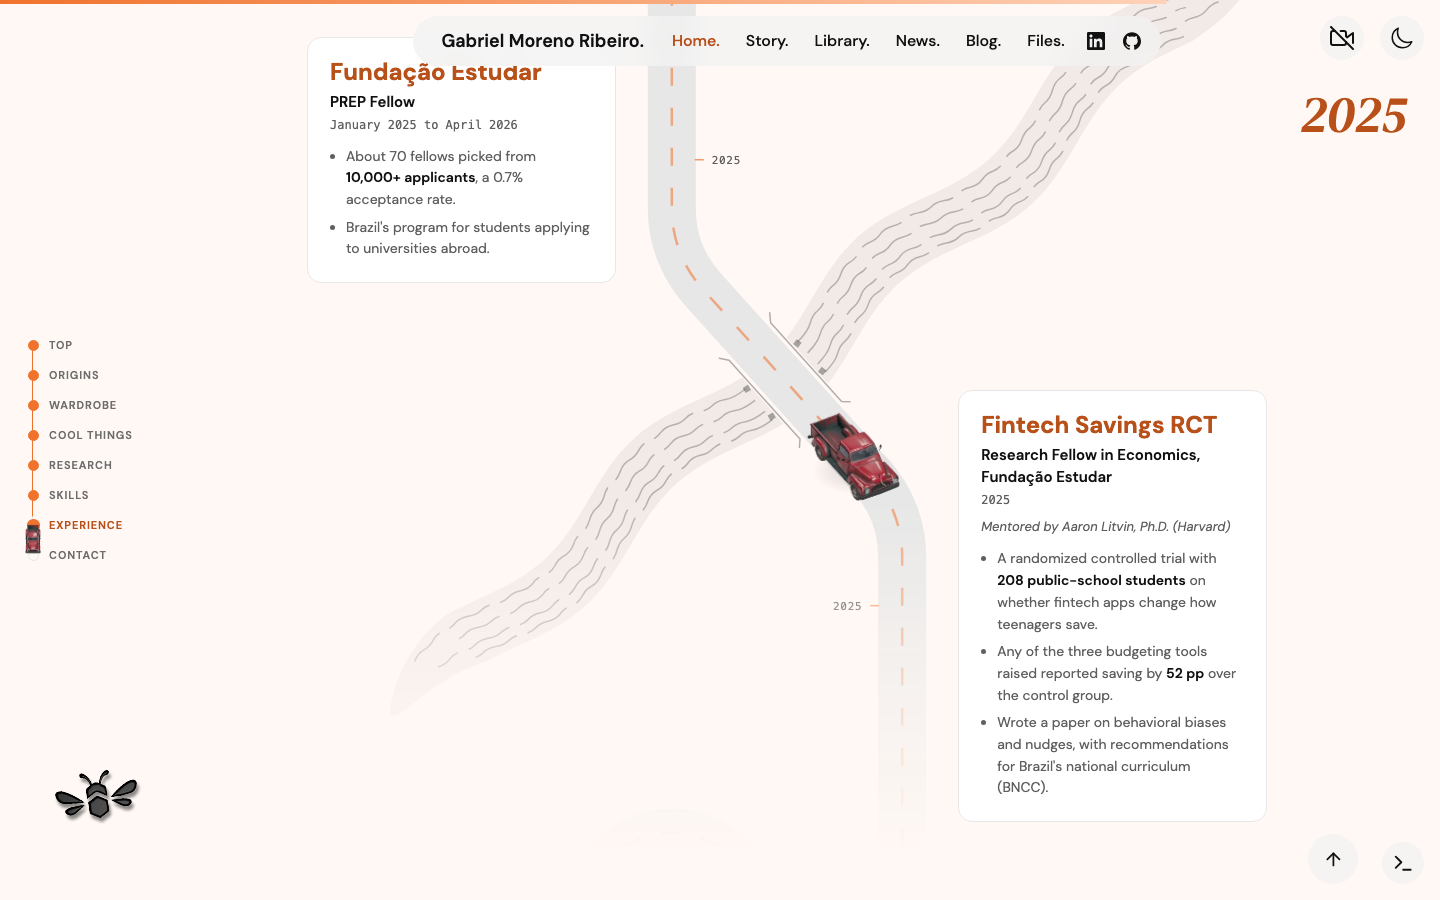 Gabriel Moreno Ribeiro.
Home.
Story.
Library.
News.
Blog.
Files.
2025
Fundação Estudar
PREP Fellow
January 2025 to April 2026
About 70 fellows picked from
10,000+ applicants, a 0.7%
acceptance rate.
Brazil's program for students applying
to universities abroad.
2025
TOP
ORIGINS
WARDROBE
COOL THINGS
RESEARCH
SKILLS
EXPERIENCE
CONTACT
Fintech Savings RCT
Research Fellow in Economics,
Fundação Estudar
2025
Mentored by Aaron Litvin, Ph.D. (Harvard)
A randomized controlled trial with
208 public-school students on
whether fintech apps change how
teenagers save.
Any of the three budgeting tools
raised reported saving by 52 pp over
the control group.
Wrote a paper on behavioral biases
and nudges, with recommendations
for Brazil's national curriculum
(BNCC).
2025